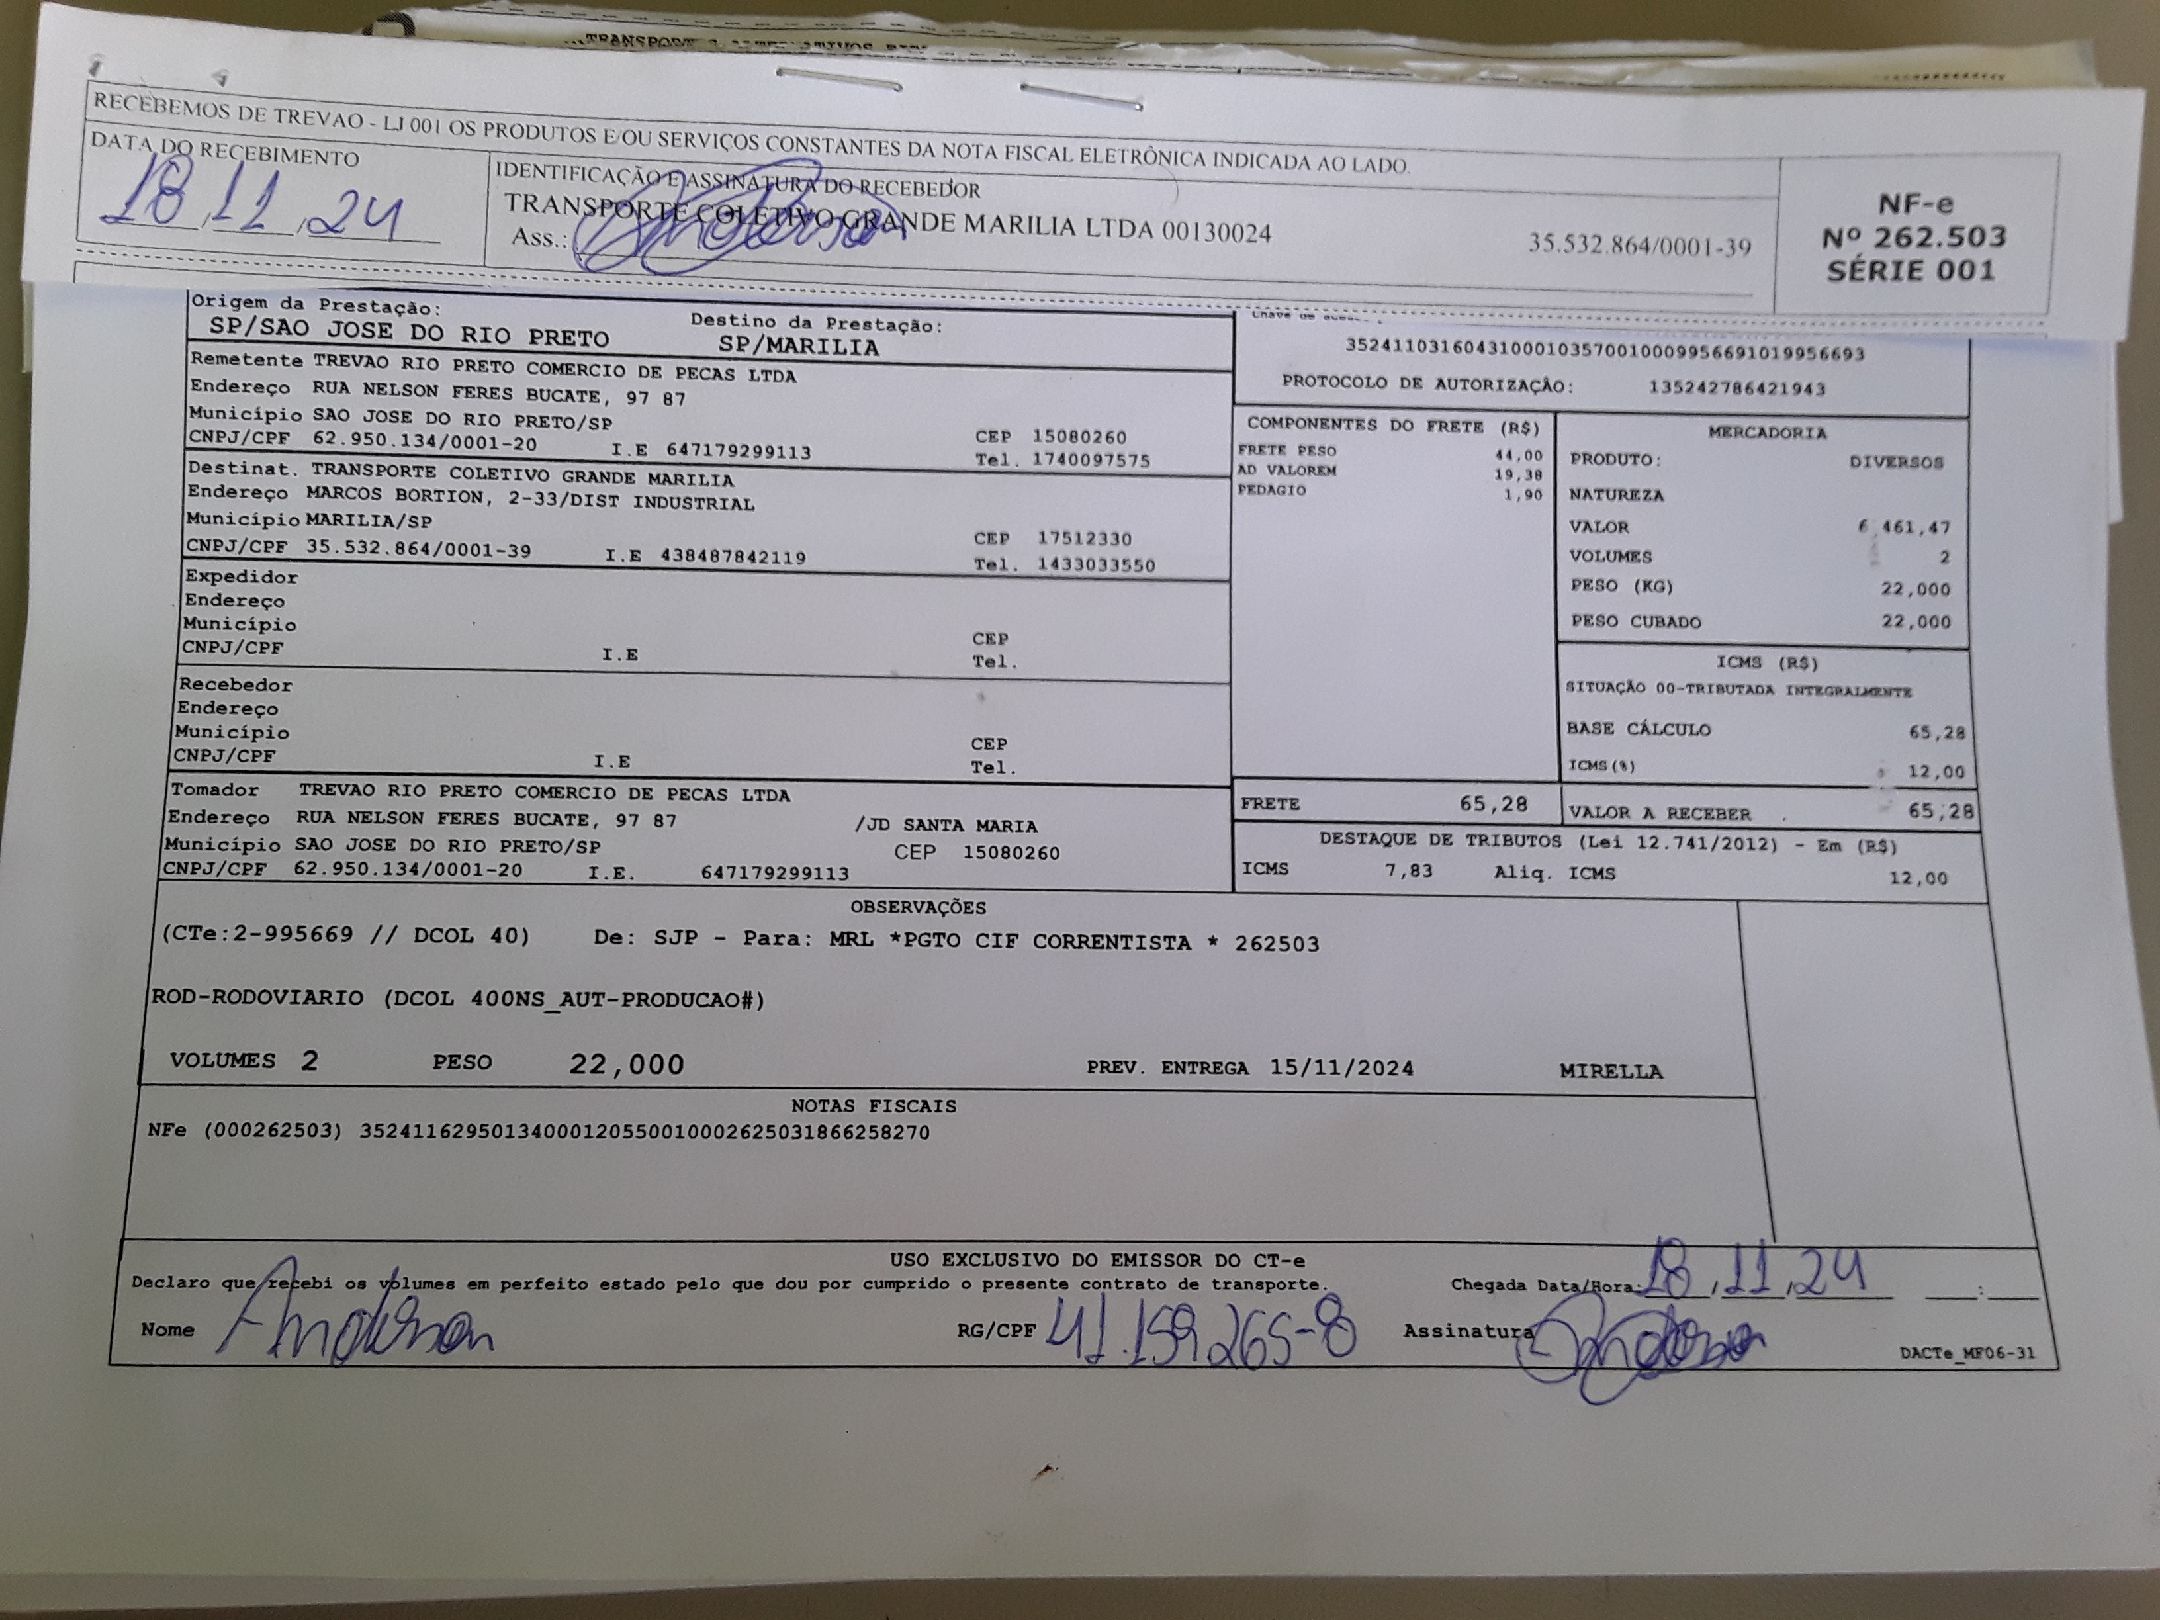 RECEBEMOS DE TREVAO - LJ 001 OS PRODUTOS E/OU SERVIÇOS CONSTANTES DA NOTA FISCAL ELETRÔNICA INDICADA AO LADO.
DATA DO RECEBIMENTO
18,11,24
IDENTIFICAÇÃO E ASSINATURA DO RECEBEDOR
TRANSPORTE COLETIVO GRANDE MARILIA LTDA 00130024
Ass.:
35.532.864/0001-39
NF-e
Nº 262.503
SÉRIE 001
Origem da Prestação:
SP/SAO JOSE DO RIO PRETO
Destino da Prestação:
SP/MARILIA
35241103160431000103570010009956691019956693
PROTOCOLO DE AUTORIZAÇÃO: 135242786421943
Remetente TREVAO RIO PRETO COMERCIO DE PECAS LTDA
Endereço RUA NELSON FERES BUCATE, 97 87
Município SAO JOSE DO RIO PRETO/SP CEP 15080260
CNPJ/CPF 62.950.134/0001-20 I.E 647179299113 Tel. 1740097575
Destinat. TRANSPORTE COLETIVO GRANDE MARILIA
Endereço MARCOS BORTION, 2-33/DIST INDUSTRIAL
Município MARILIA/SP CEP 17512330
CNPJ/CPF 35.532.864/0001-39 I.E 438487842119 Tel. 1433033550
Expedidor
Endereço
Município CEP
CNPJ/CPF I.E Tel.
Recebedor
Endereço
Município CEP
CNPJ/CPF I.E Tel.
Tomador TREVAO RIO PRETO COMERCIO DE PECAS LTDA
Endereço RUA NELSON FERES BUCATE, 97 87 /JD SANTA MARIA
Município SAO JOSE DO RIO PRETO/SP CEP 15080260
CNPJ/CPF 62.950.134/0001-20 I.E. 647179299113
COMPONENTES DO FRETE (R$)
FRETE PESO 44,00
AD VALOREM 19,38
PEDAGIO 1,90
MERCADORIA
PRODUTO: DIVERSOS
NATUREZA
VALOR 6.461,47
VOLUMES 2
PESO (KG) 22,000
PESO CUBADO 22,000
ICMS (R$)
SITUAÇÃO 00-TRIBUTADA INTEGRALMENTE
BASE CÁLCULO 65,28
ICMS(%) 12,00
FRETE 65,28 VALOR A RECEBER 65,28
DESTAQUE DE TRIBUTOS (Lei 12.741/2012) - Em (R$)
ICMS 7,83 Aliq. ICMS 12,00
OBSERVAÇÕES
(CTe:2-995669 // DCOL 40) De: SJP - Para: MRL *PGTO CIF CORRENTISTA * 262503
ROD-RODOVIARIO (DCOL 400NS_AUT-PRODUCAO#)
VOLUMES 2 PESO 22,000 PREV. ENTREGA 15/11/2024 MIRELLA
NOTAS FISCAIS
NFe (000262503) 35241162950134000120550010002625031866258270
USO EXCLUSIVO DO EMISSOR DO CT-e
Declaro que recebi os volumes em perfeito estado pelo que dou por cumprido o presente contrato de transporte. Chegada Data/Hora: 18,11,24 :
Nome Anderson RG/CPF 41.159265-8 Assinatura
DACTe_MF06-31